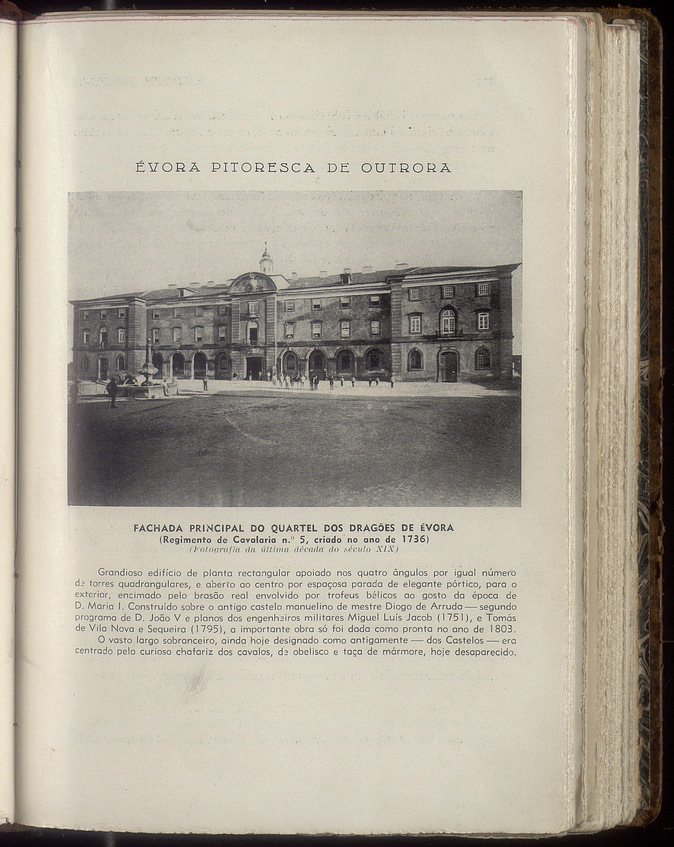 ÉVORA PITORESCA DE OUTRORA
FACHADA PRINCIPAL DO QUARTEL DOS DRAGÕES DE ÉVORA
(Regimento de Cavalaria n.º 5, criado no ano de 1736)
(Fotografia da última década do século XIX)
Grandioso edifício de planta rectangular apoiado nos quatro ângulos por igual número
de torres quadrangulares, e aberto ao centro por espaçosa parada de elegante pórtico, para o
exterior, encimado pelo brasão real envolvido por trofeus bélicos ao gosto da época de
D. Maria I. Construído sobre o antigo castelo manuelino de mestre Diogo de Arruda — segundo
programa de D. João V e planos dos engenheiros militares Miguel Luís Jacob (1751), e Tomás
de Vila Nova e Sequeira (1795), a importante obra só foi dada como pronta no ano de 1803.
O vasto largo sobranceiro, ainda hoje designado como antigamente — dos Castelos — era
centrado pelo curioso chafariz dos cavalos, de obelisco e taça de mármore, hoje desaparecido.